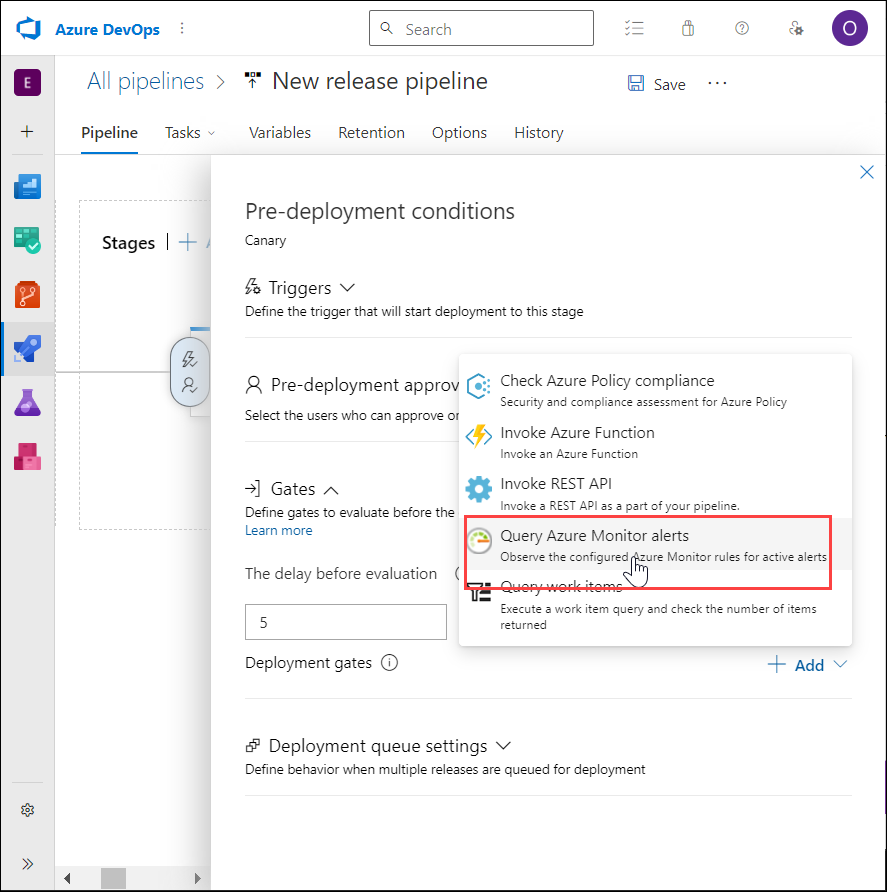 Azure DevOps
Search
O
E
All pipelines > New release pipeline
Save
Pipeline Tasks Variables Retention Options History
Pre-deployment conditions
Canary
Stages
Triggers
Define the trigger that will start deployment to this stage
Pre-deployment approv
Select the users who can approve or
Check Azure Policy compliance
Security and compliance assessment for Azure Policy
Invoke Azure Function
Invoke an Azure Function
Invoke REST API
Invoke a REST API as a part of your pipeline.
Query Azure Monitor alerts
Observe the configured Azure Monitor rules for active alerts
Query work items
Execute a work item query and check the number of items
returned
Gates
Define gates to evaluate before the
Learn more
The delay before evaluation
5
Deployment gates
Add
Deployment queue settings
Define behavior when multiple releases are queued for deployment